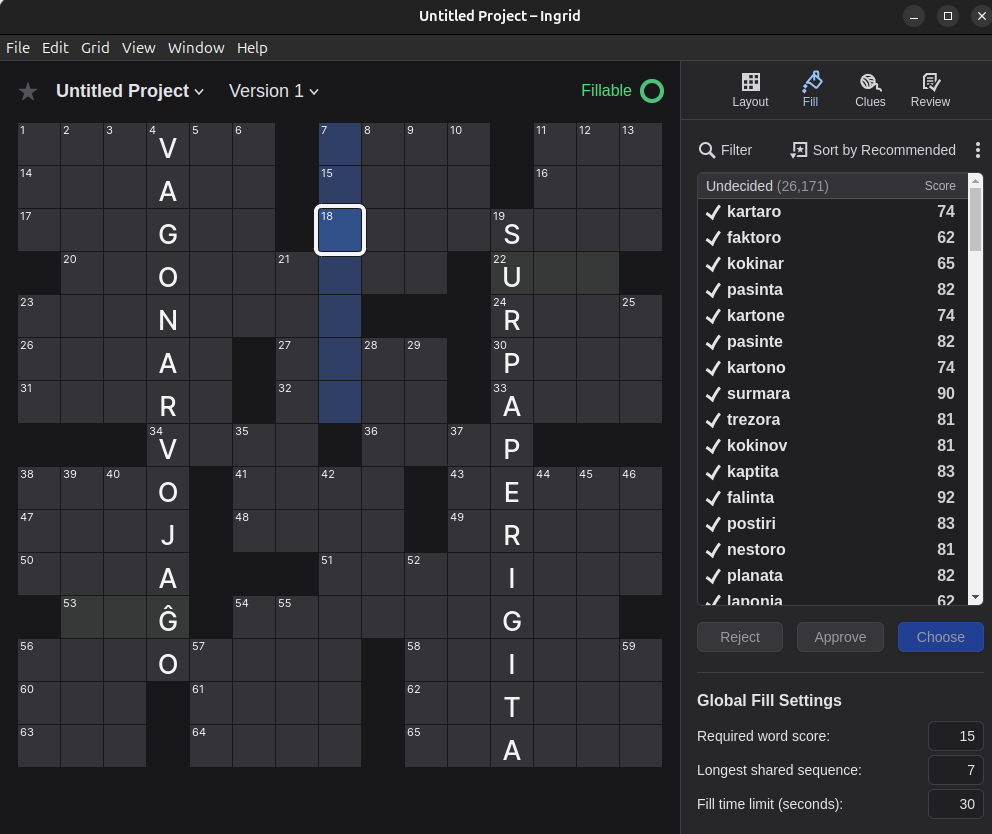 Untitled Project – Ingrid
File Edit Grid View Window Help
Untitled Project Version 1 Fillable
Layout Fill Clues Review
Filter Sort by Recommended
Undecided (26,171) Score
kartaro 74
faktoro 62
kokinar 65
pasinta 82
kartone 74
pasinte 82
kartono 74
surmara 90
trezora 81
kokinov 81
kaptita 83
falinta 92
postiri 83
nestoro 81
planata 82
laponia 62
Reject Approve Choose
Global Fill Settings
Required word score: 15
Longest shared sequence: 7
Fill time limit (seconds): 30
1 2 3 4 V 5 6 7 8 9 10 11 12 13
14 A 15 16
17 G 18 19 S
20 O 21 22 U
23 N 24 R 25
26 A 27 28 29 30 P
31 R 32 33 A
34 V 35 36 37 P
38 39 40 O 41 42 43 E 44 45 46
47 J 48 49 R
50 A 51 52 I
53 Ĝ 54 55 G
56 O 57 58 I 59
60 61 62 T
63 64 65 A